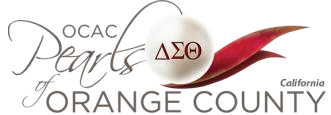 OCAC
Pearls
ΔΣΘ
of
California
ORANGE COUNTY